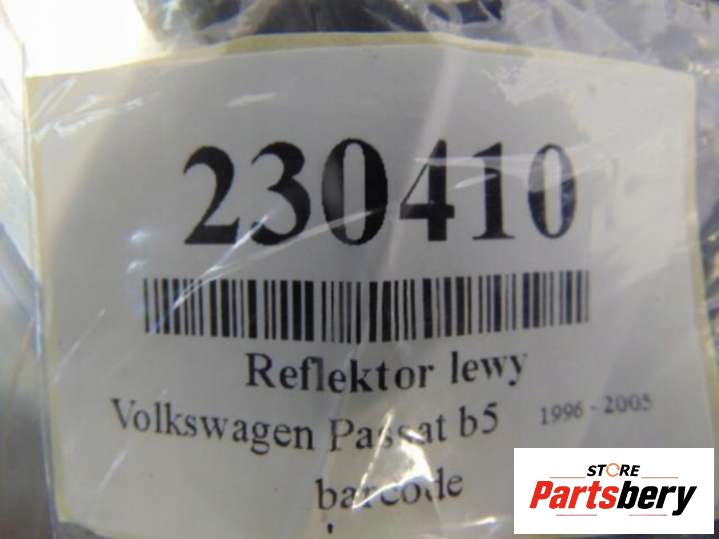 230410
Reflektor lewy
Volkswagen Passat b5 1996 - 2005
barcode
STORE
Partsbery